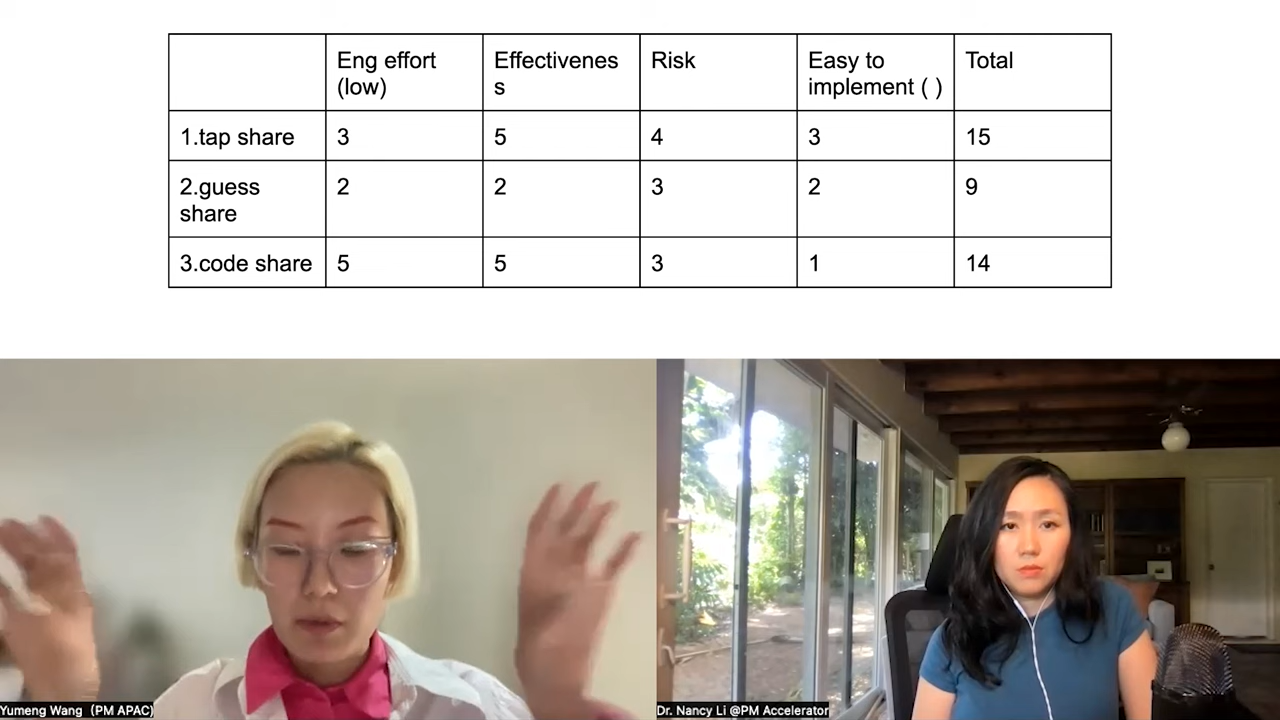 Eng effort (low)
Effectivenes
s
Risk
Easy to
implement ( )
Total
1.tap share
3
5
4
3
15
2.guess
share
2
2
3
2
9
3.code share
5
5
3
1
14
Yumeng Wang（PM APAC)
Dr. Nancy Li @PM Accelerator